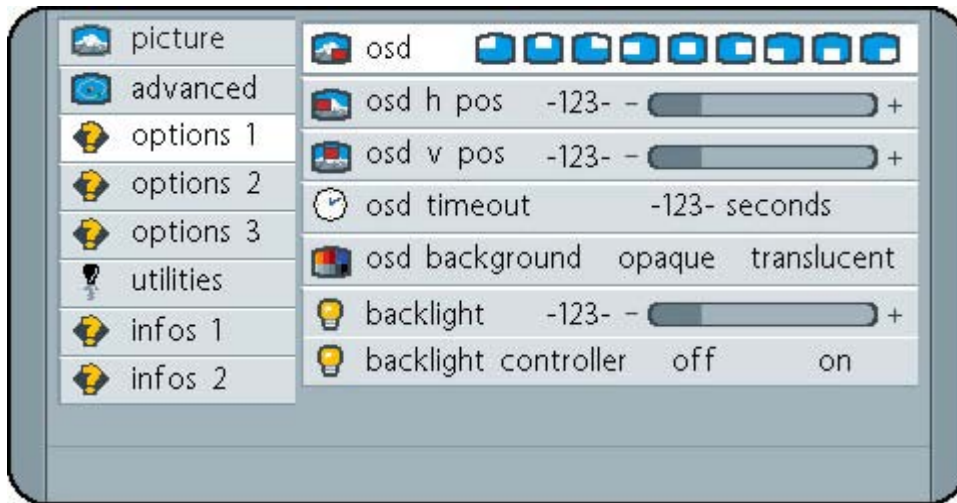 picture
advanced
options 1
options 2
options 3
utilities
infos 1
infos 2
osd
osd h pos -123- - +
osd v pos -123- - +
osd timeout -123- seconds
osd background opaque translucent
backlight -123- - +
backlight controller off on